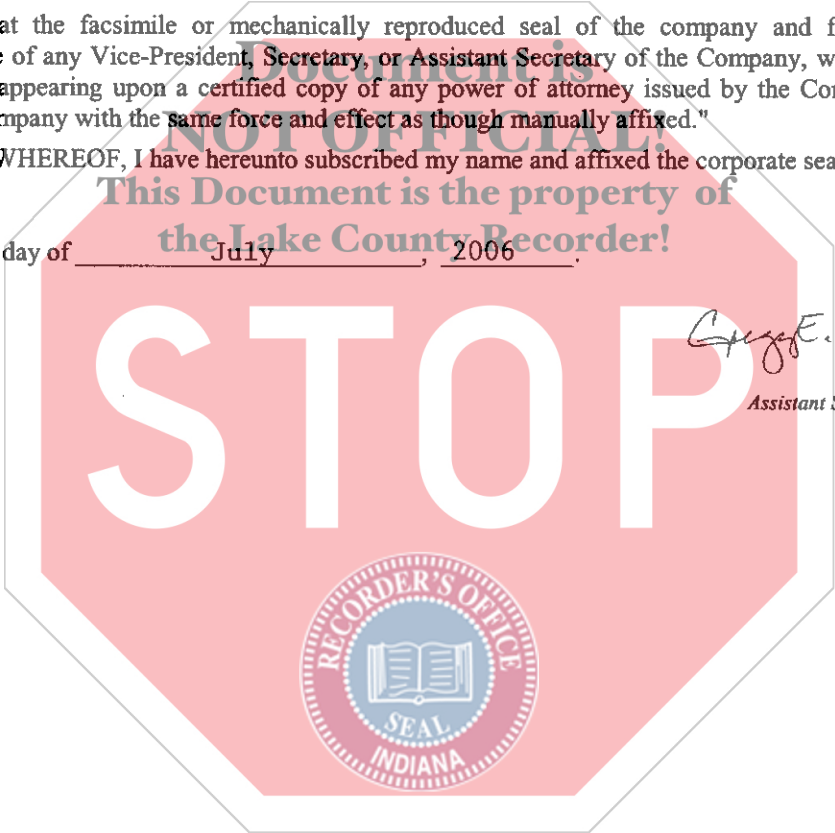 at the facsimile or mechanically reproduced seal of the company and
of any Vice-President, Secretary, or Assistant Secretary of the Company,
appearing upon a certified copy of any power of attorney issued by the
with the same force and effect as though manually affixed."
WHEREOF, I have hereunto subscribed my name and affixed the corporate
day of July, 2006.
Document is
NOT OFFICIAL!
This Document is the property of
the Lake County Recorder!
E.
Assistant
STOP
RECORDER'S OFFICE
SEAL
INDIANA